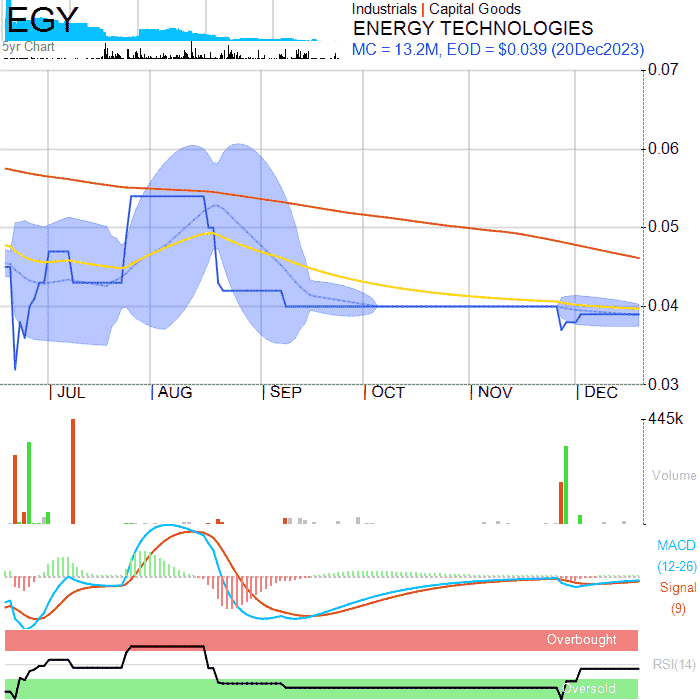 EGY
5yr Chart
Industrials | Capital Goods
ENERGY TECHNOLOGIES
MC = 13.2M, EOD = $0.039 (20Dec2023)
0.07
0.06
0.05
0.04
0.03
JUL AUG SEP OCT NOV DEC
445k
Volume
MACD
(12-26)
Signal
(9)
Overbought
RSI(14)
Oversold